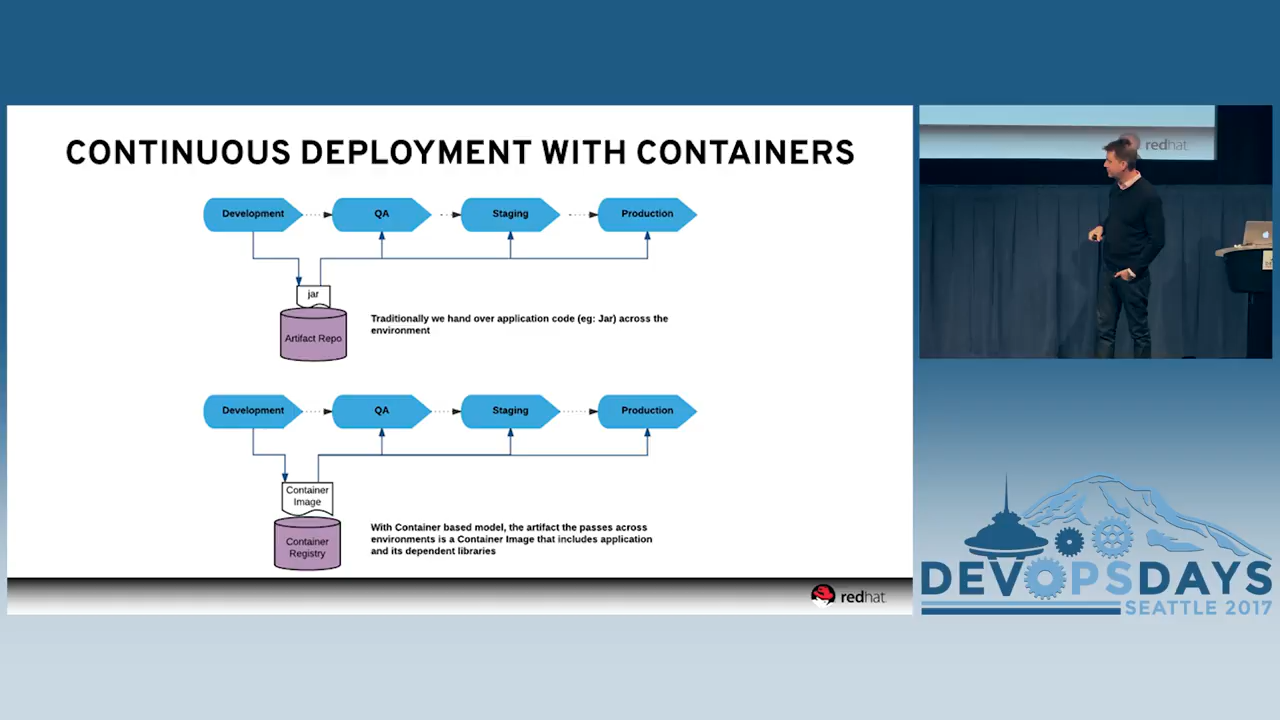 CONTINUOUS DEPLOYMENT WITH CONTAINERS
Development
QA
Staging
Production
jar
Artifact Repo
Traditionally we hand over application code (eg: Jar) across the
environment
Development
QA
Staging
Production
Container
Image
Container
Registry
With Container based model, the artifact the passes across
environments is a Container Image that includes application
and its dependent libraries
redhat
redhat
DEVOPSDAYS
SEATTLE 2017